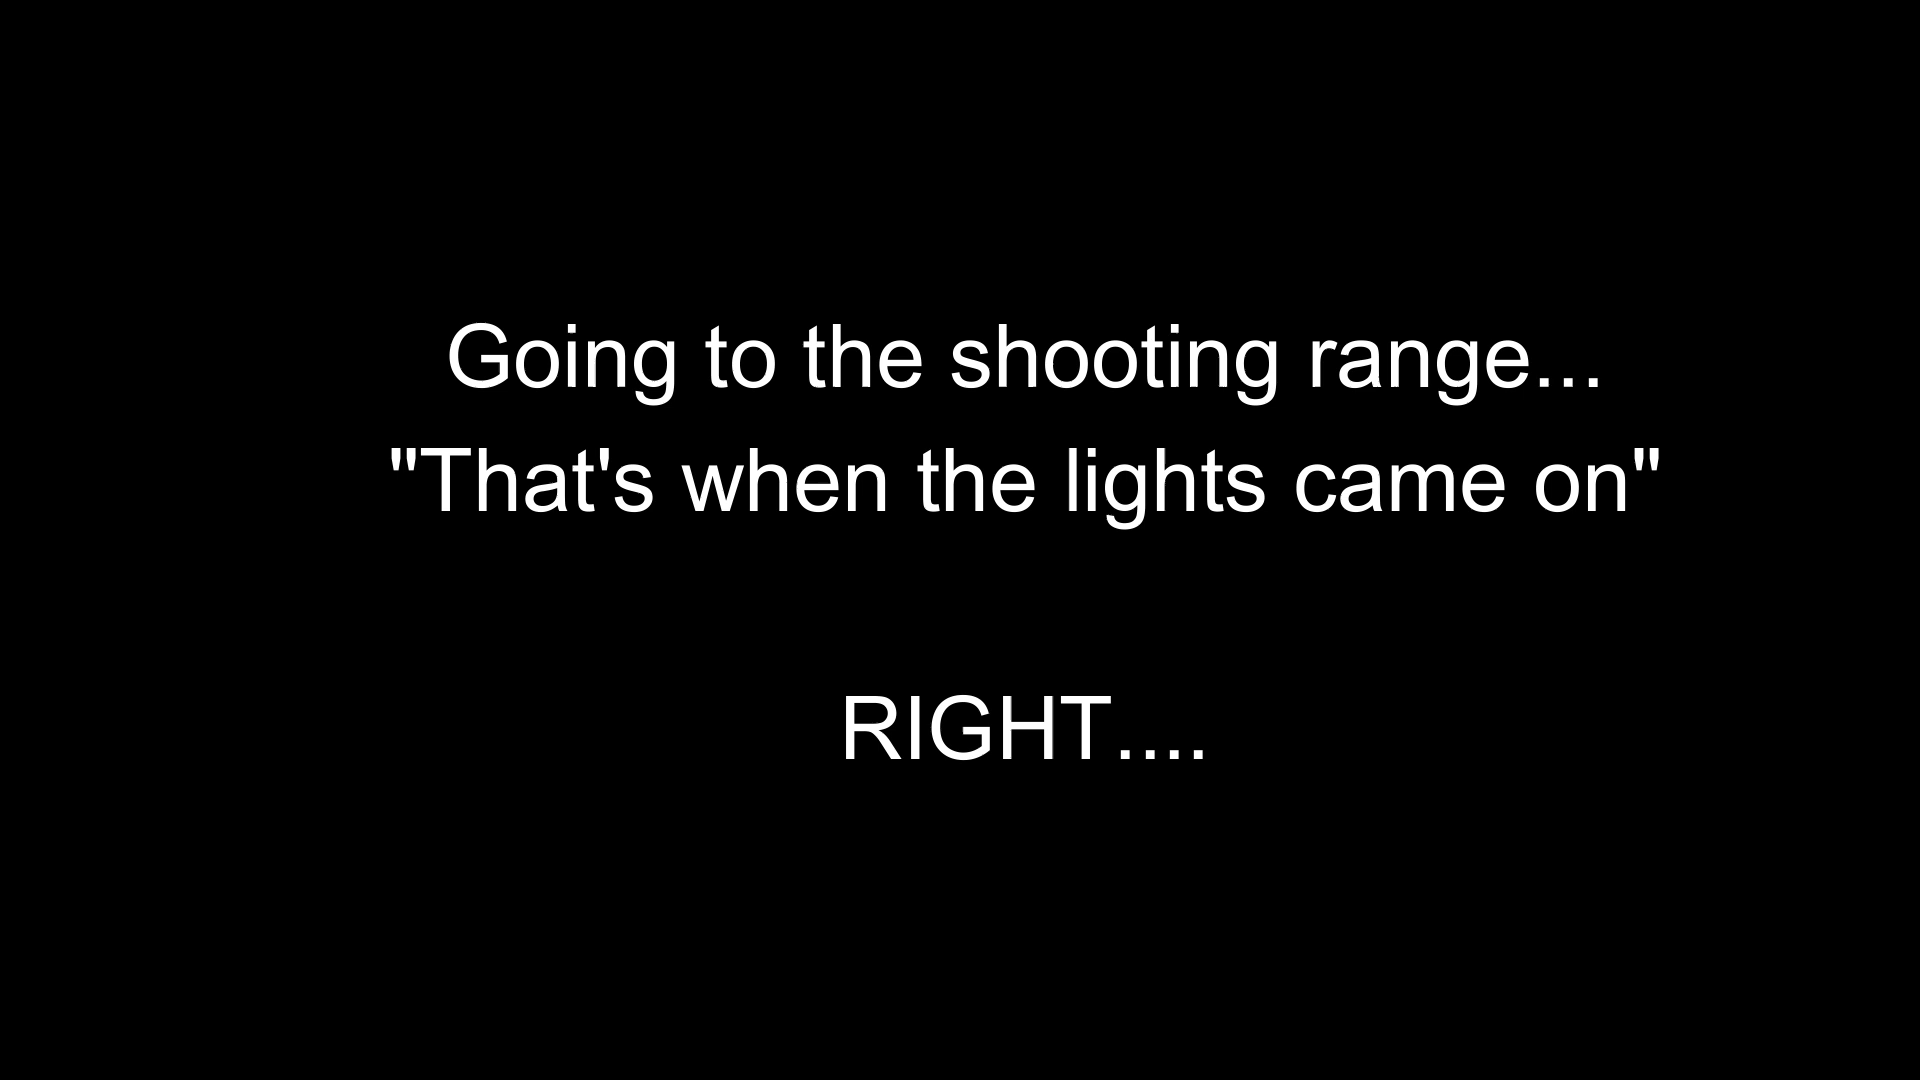 Going to the shooting range...
"That's when the lights came on"
RIGHT....